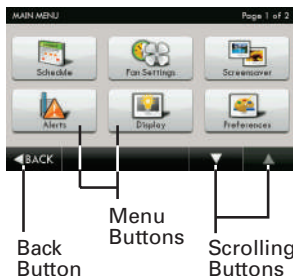 MAIN MENU Page 1 of 2
Schedule Fan Settings Screensaver
Alerts Display Preferences
BACK
Menu
Buttons
Back
Button
Scrolling
Buttons